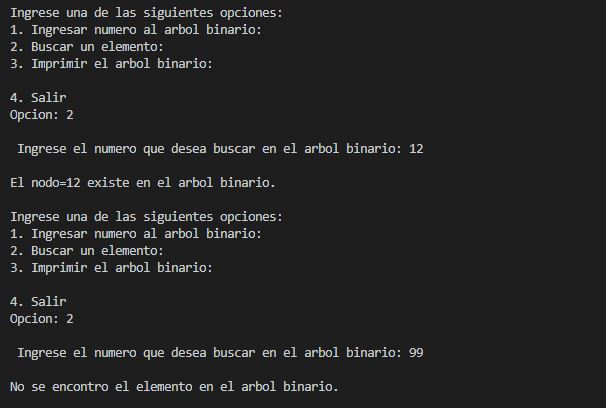 Ingrese una de las siguientes opciones:
1. Ingresar numero al arbol binario:
2. Buscar un elemento:
3. Imprimir el arbol binario:
4. Salir
Opcion: 2
Ingrese el numero que desea buscar en el arbol binario: 12
El nodo=12 existe en el arbol binario.
Ingrese una de las siguientes opciones:
1. Ingresar numero al arbol binario:
2. Buscar un elemento:
3. Imprimir el arbol binario:
4. Salir
Opcion: 2
Ingrese el numero que desea buscar en el arbol binario: 99
No se encontro el elemento en el arbol binario.